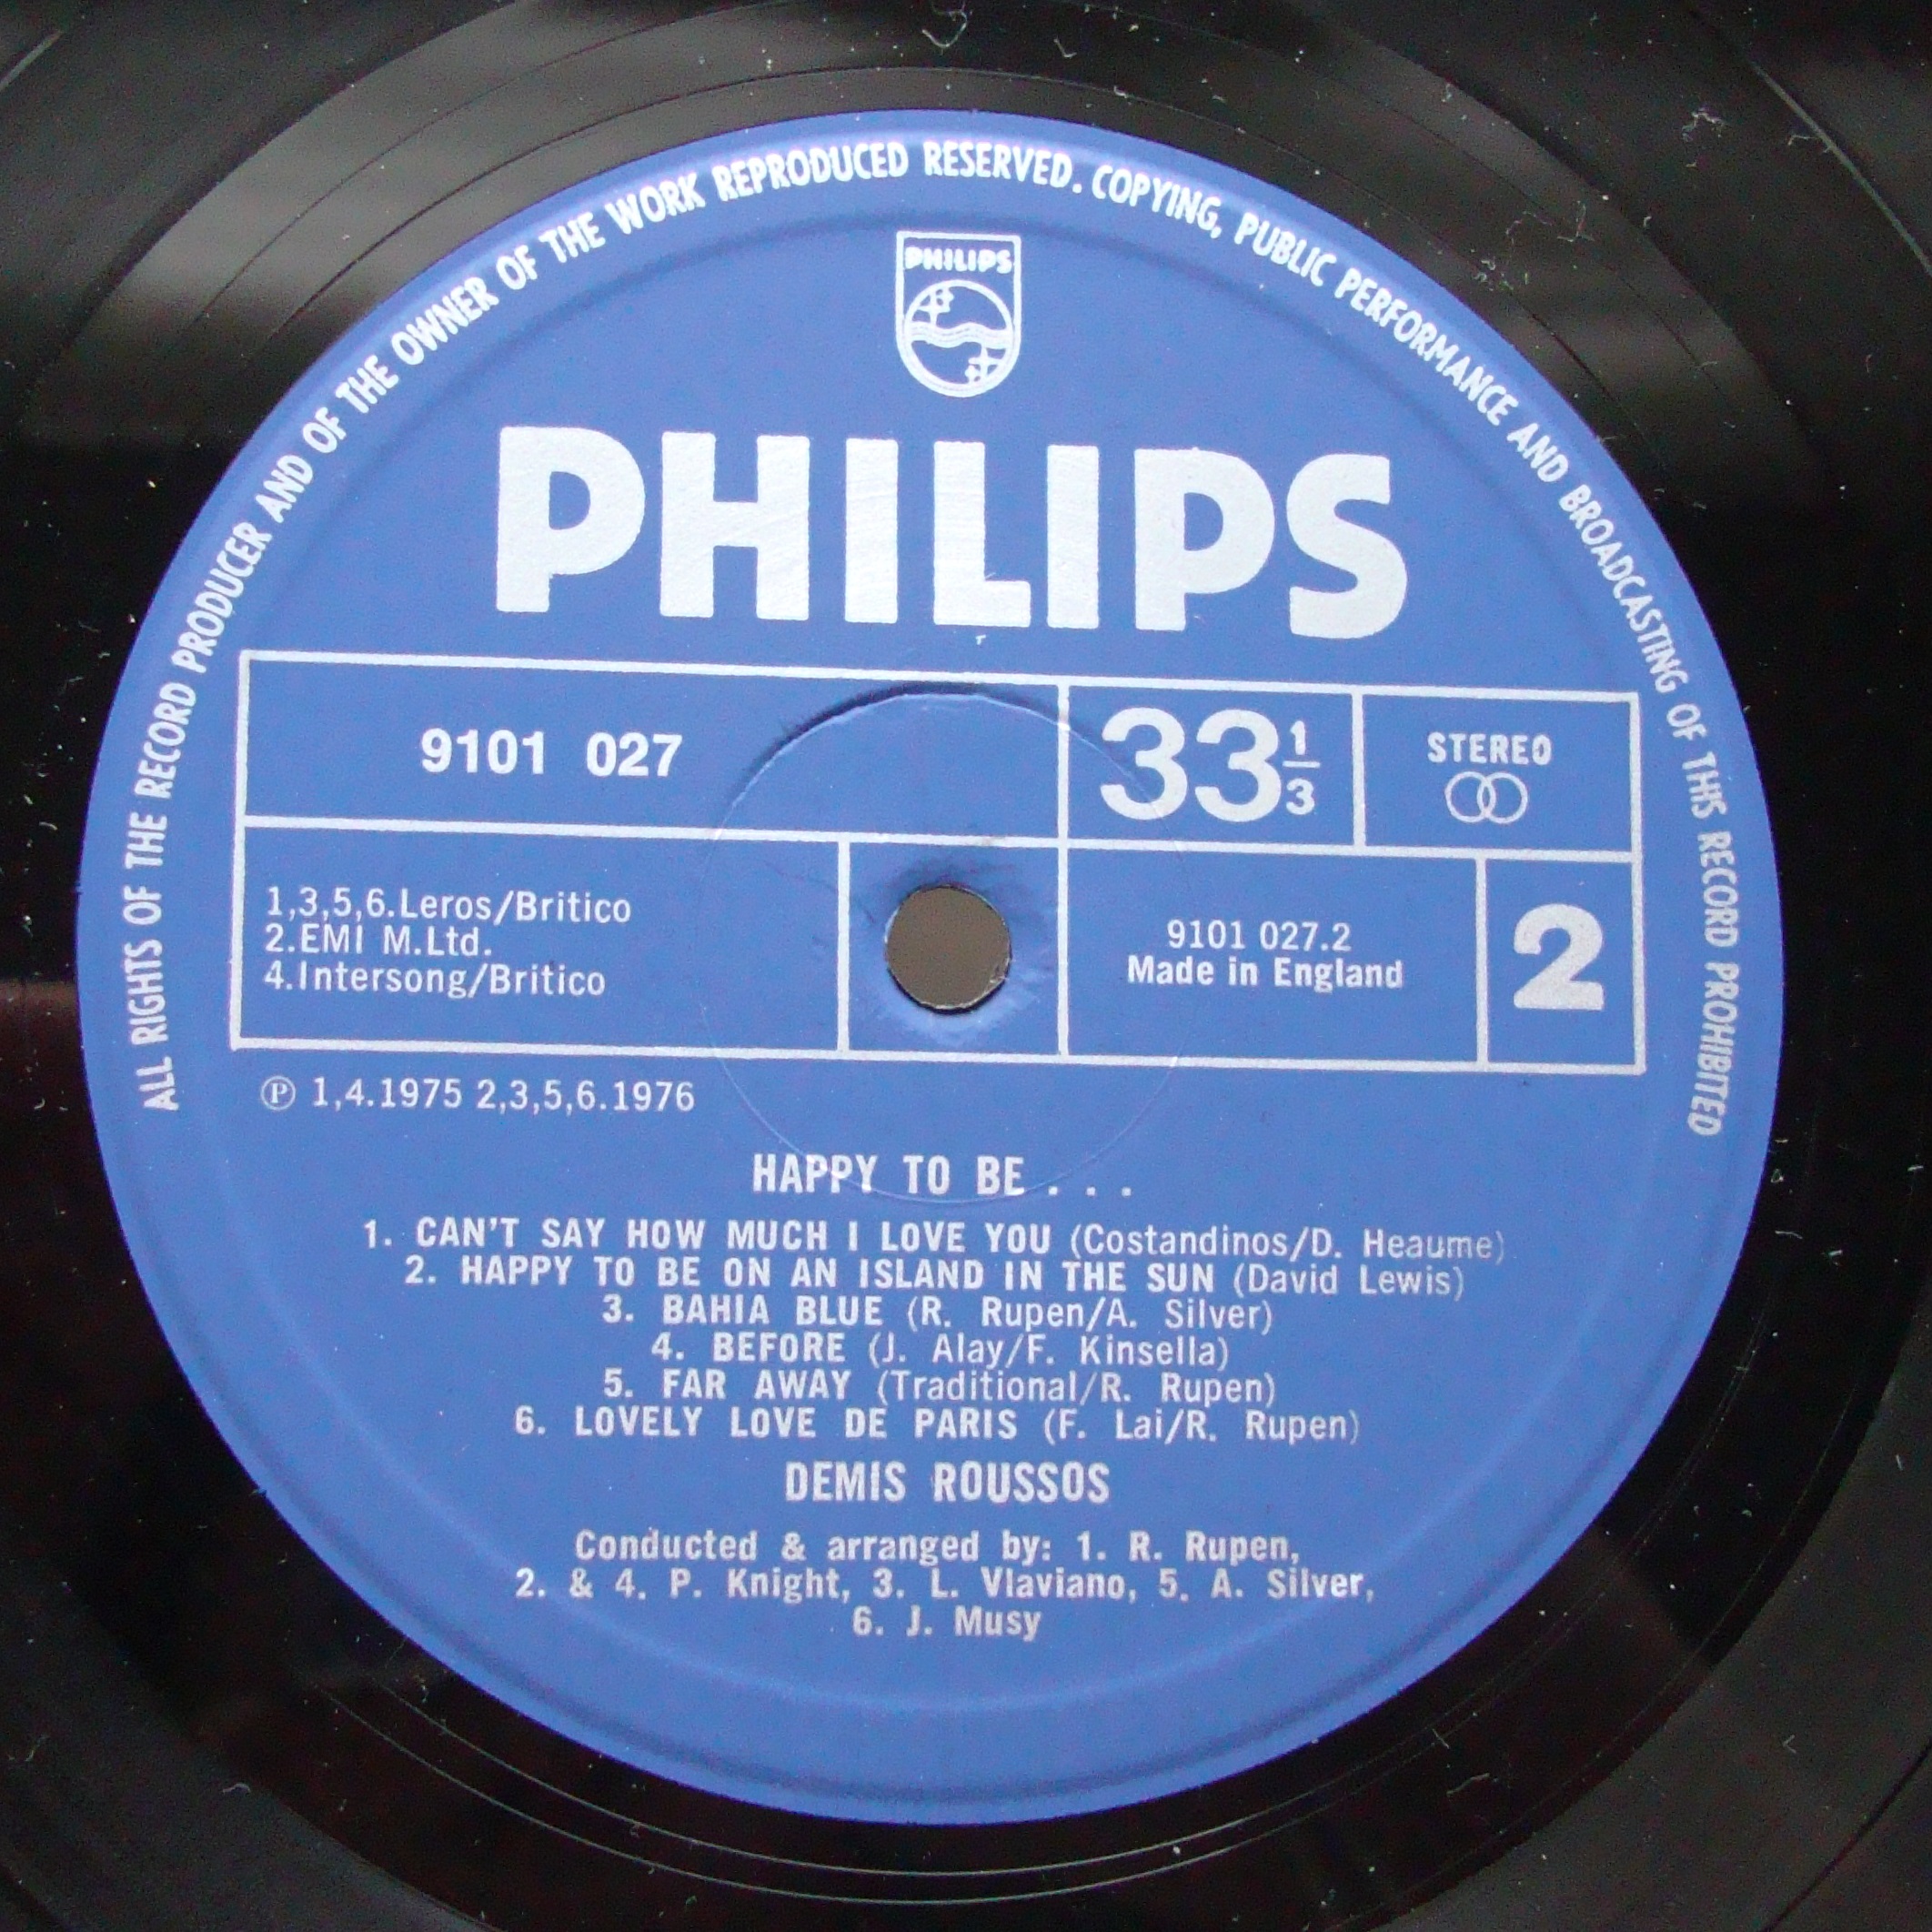 ALL RIGHTS OF THE RECORD PRODUCER AND OF THE OWNER OF THE WORK REPRODUCED RESERVED. COPYING, PUBLIC PERFORMANCE AND BROADCASTING OF THIS RECORD PROHIBITED
PHILIPS
PHILIPS
9101 027
33 1/3
STEREO
1,3,5,6.Leros/Britico
2.EMI M.Ltd.
4.Intersong/Britico
9101 027.2
Made in England
2
Ⓟ 1,4.1975 2,3,5,6.1976
HAPPY TO BE . . .
1. CAN'T SAY HOW MUCH I LOVE YOU (Costandinos/D. Heaume)
2. HAPPY TO BE ON AN ISLAND IN THE SUN (David Lewis)
3. BAHIA BLUE (R. Rupen/A. Silver)
4. BEFORE (J. Alay/F. Kinsella)
5. FAR AWAY (Traditional/R. Rupen)
6. LOVELY LOVE DE PARIS (F. Lai/R. Rupen)
DEMIS ROUSSOS
Conducted & arranged by: 1. R. Rupen,
2. & 4. P. Knight, 3. L. Vlaviano, 5. A. Silver,
6. J. Musy